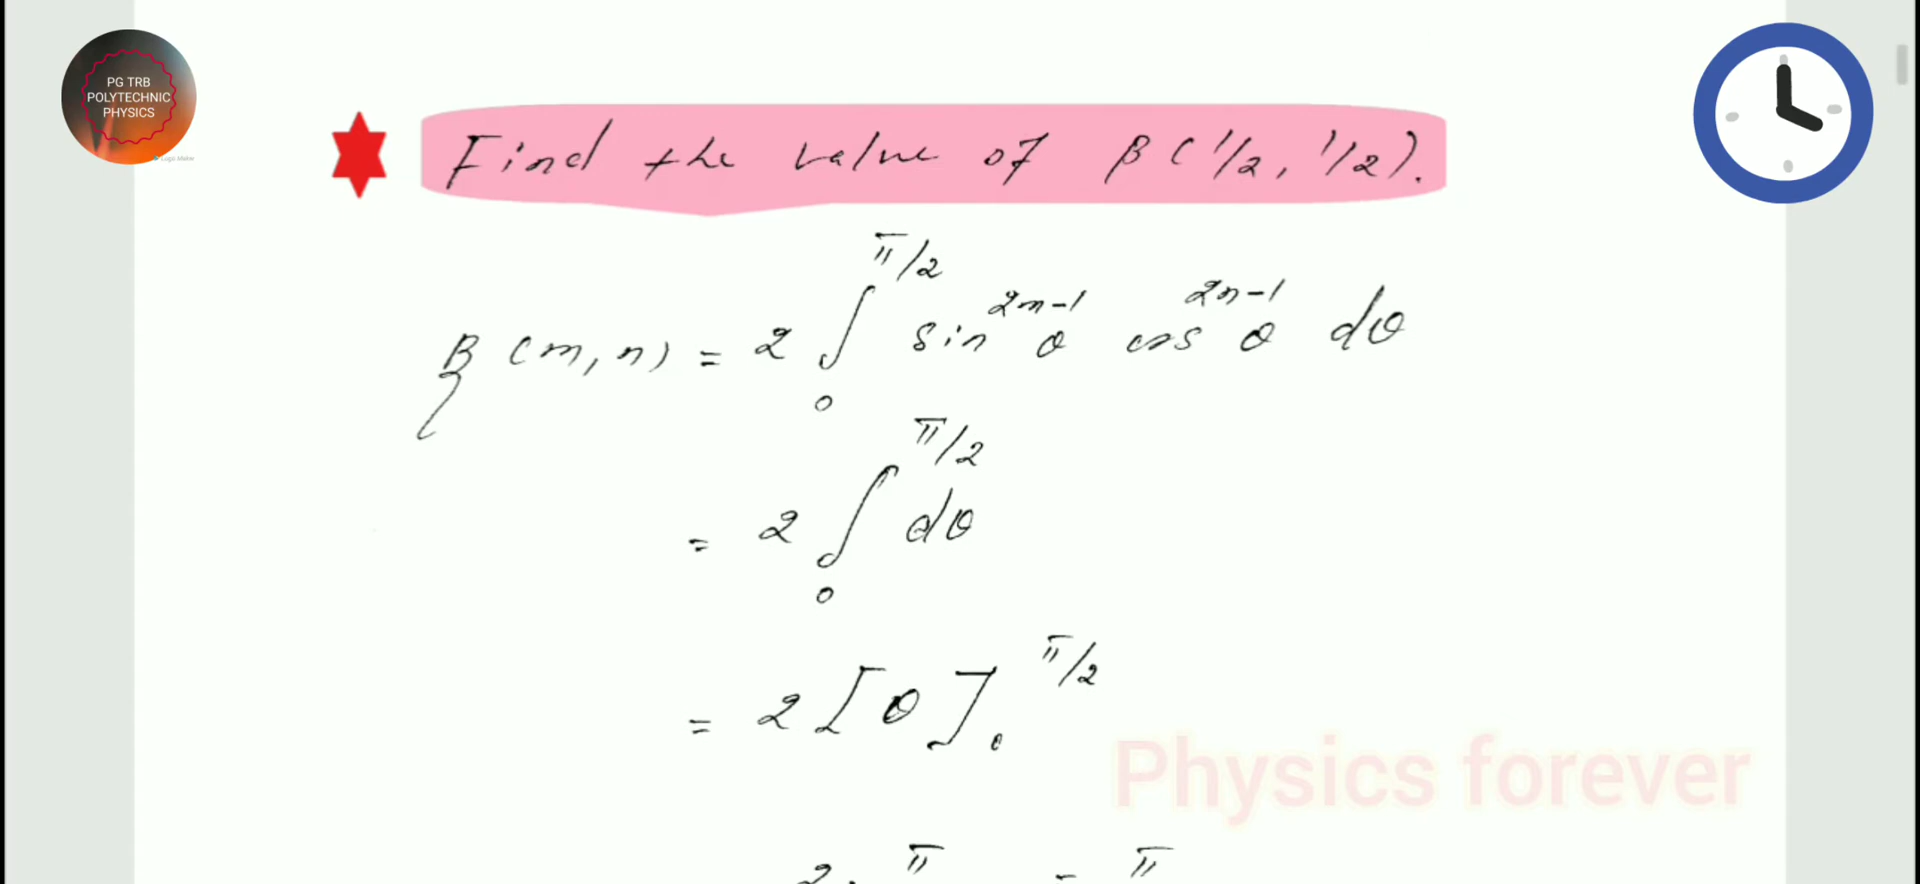 PG TRB
POLYTECHNIC
PHYSICS
Find the value of β(1/2, 1/2).
β(m, n) = 2 ∫₀^{π/2} sin^{2m-1} θ cos^{2n-1} θ dθ
= 2 ∫₀^{π/2} dθ
= 2 [θ]₀^{π/2}
Physics forever
2 . π = π